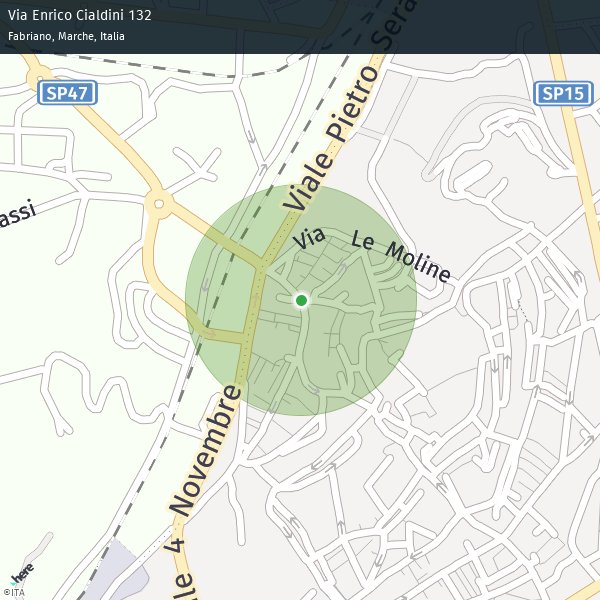 Via Enrico Cialdini 132
Fabriano, Marche, Italia
SP47
SP15
Viale Pietro Sera
assi
Via Le Moline
le 4 Novembre
here
©ITA